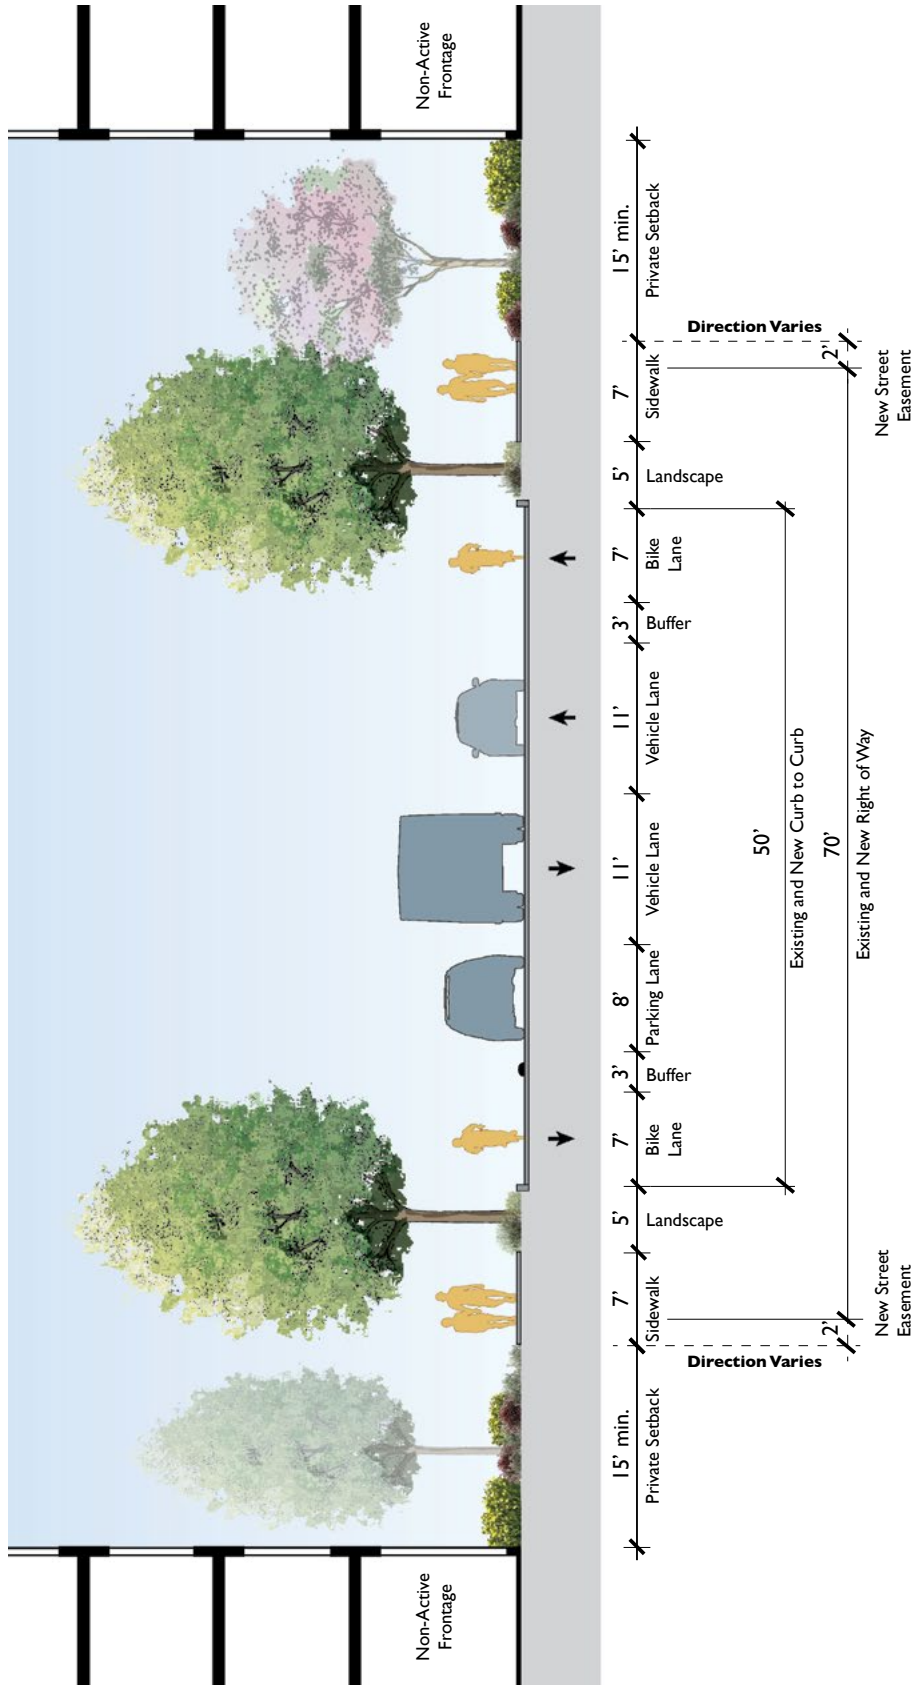 Non-Active
Frontage
Non-Active
Frontage
15' min.
7'
5'
7'
3'
8'
11'
11'
3'
7'
5'
7'
15' min.
Private Setback
Sidewalk
Landscape
Bike
Lane
Buffer
Parking Lane
Vehicle Lane
Vehicle Lane
Buffer
Bike
Lane
Landscape
Sidewalk
Private Setback
Direction Varies
Direction Varies
50'
Existing and New Curb to Curb
2'
70'
2'
Existing and New Right of Way
New Street
Easement
New Street
Easement